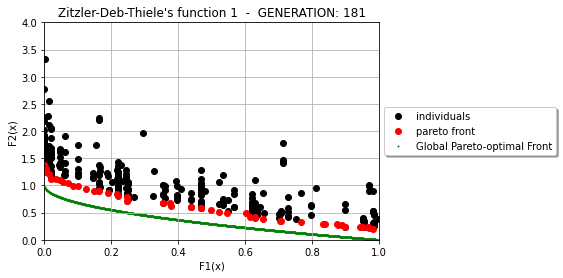 Zitzler-Deb-Thiele's function 1 - GENERATION: 181
4.0
3.5
3.0
2.5
2.0
1.5
1.0
0.5
0.0
F2(x)
0.0 0.2 0.4 0.6 0.8 1.0
F1(x)
individuals
pareto front
Global Pareto-optimal Front